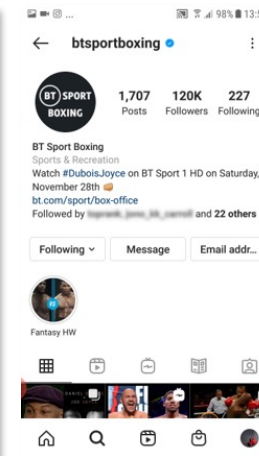 98% 13:5
btsportboxing
BT SPORT
BOXING
1,707 120K 227
Posts Followers Following
BT Sport Boxing
Sports & Recreation
Watch #DuboisJoyce on BT Sport 1 HD on Saturday,
November 28th 👊
bt.com/sport/box-office
Followed by and 22 others
Following Message Email addr...
Fantasy HW